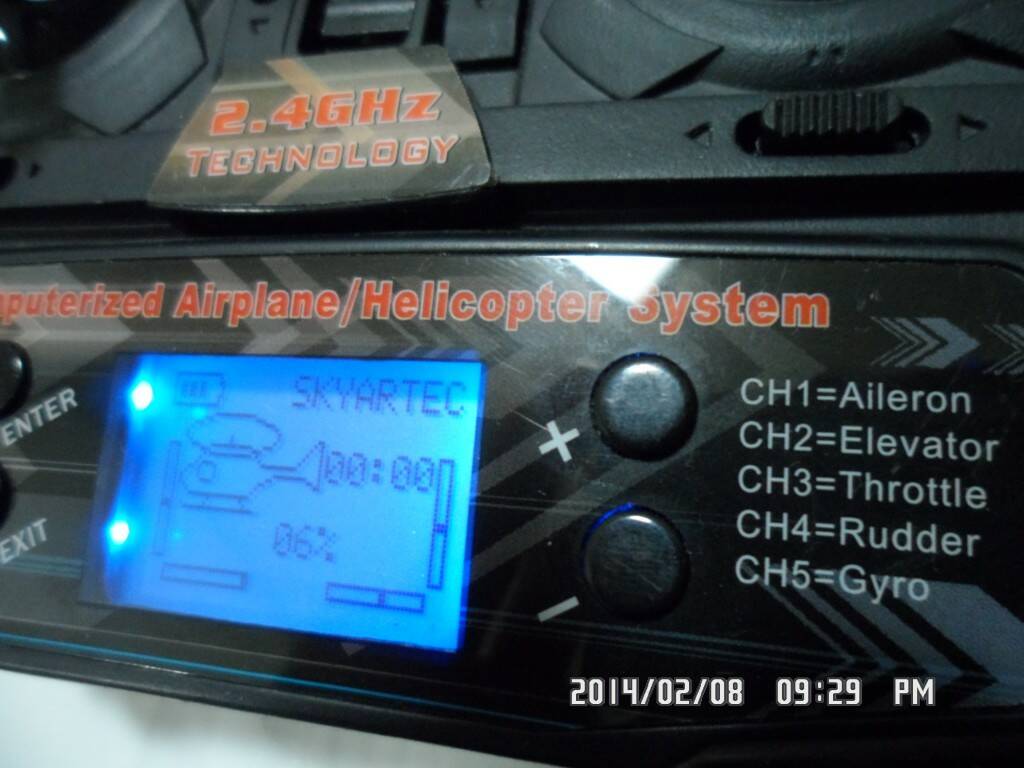 2.4GHz
TECHNOLOGY
puterized Airplane/Helicopter System
ENTER
EXIT
SKYARTEC
00:00
06%
+
-
CH1=Aileron
CH2=Elevator
CH3=Throttle
CH4=Rudder
CH5=Gyro
2014/02/08 09:29 PM